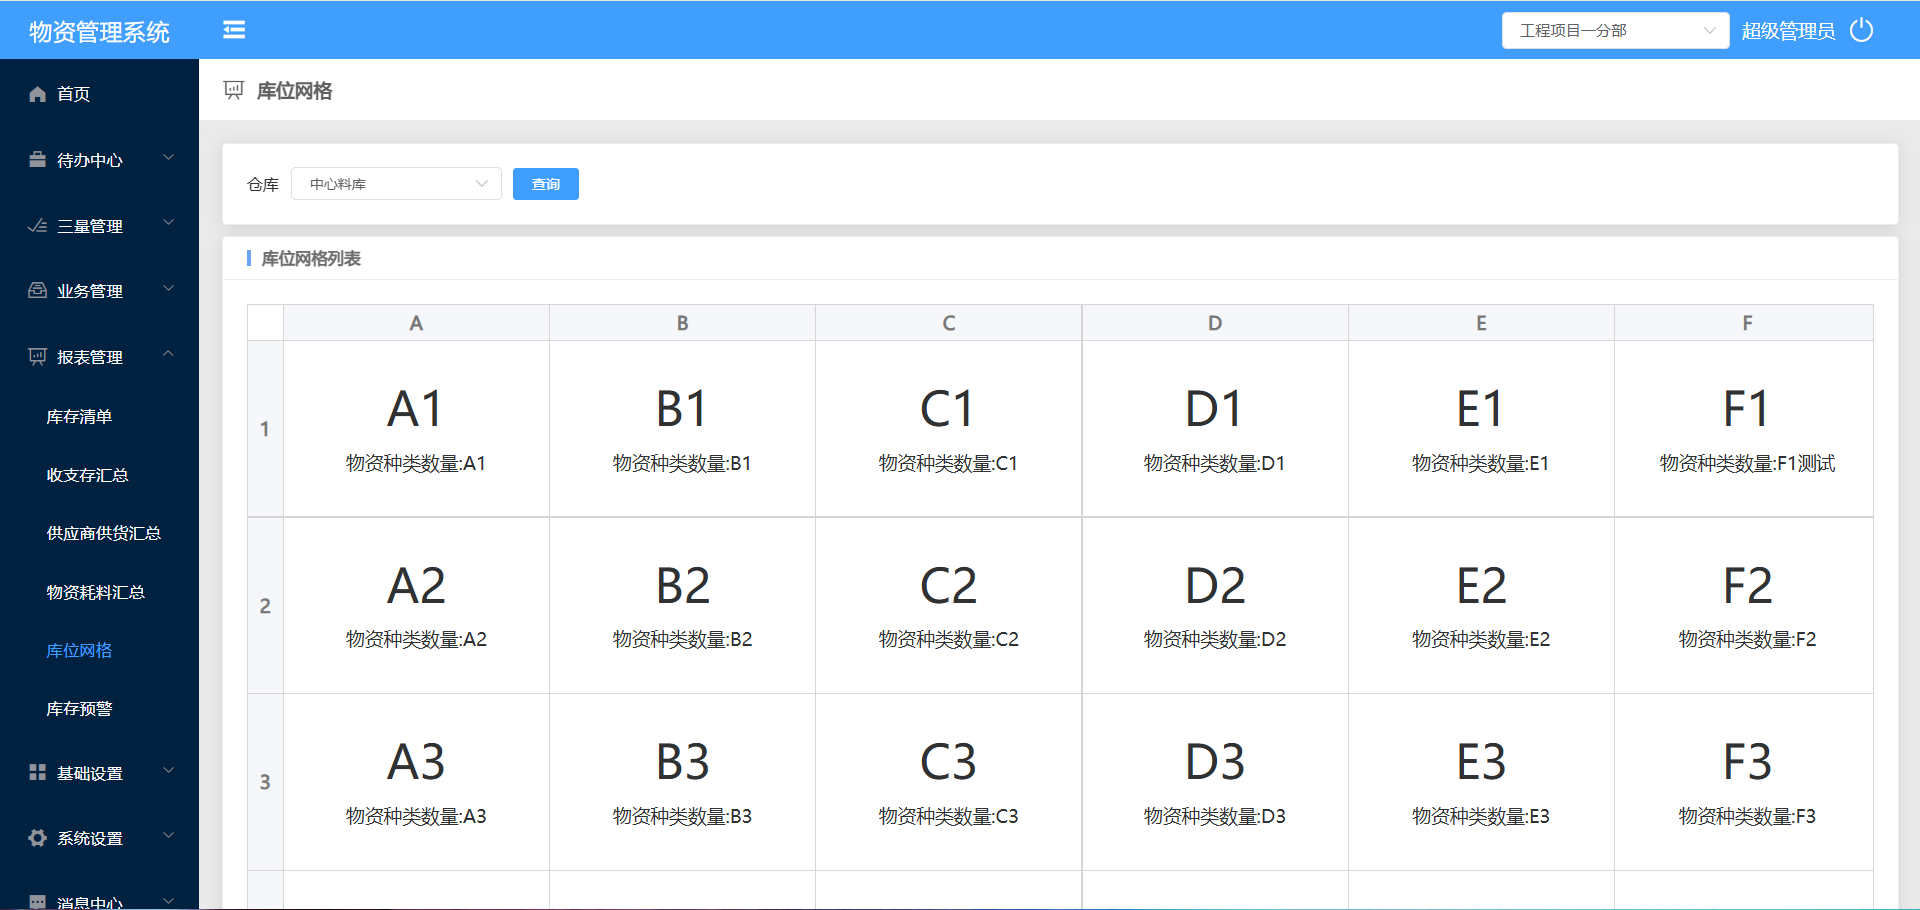 物资管理系统
工程项目一分部
超级管理员
首页
待办中心
三量管理
业务管理
报表管理
库存清单
收支存汇总
供应商供货汇总
物资耗料汇总
库位网格
库存预警
基础设置
系统设置
消息中心
库位网格
仓库
中心料库
查询
库位网格列表
A B C D E F
1
A1 B1 C1 D1 E1 F1
物资种类数量:A1 物资种类数量:B1 物资种类数量:C1 物资种类数量:D1 物资种类数量:E1 物资种类数量:F1测试
2
A2 B2 C2 D2 E2 F2
物资种类数量:A2 物资种类数量:B2 物资种类数量:C2 物资种类数量:D2 物资种类数量:E2 物资种类数量:F2
3
A3 B3 C3 D3 E3 F3
物资种类数量:A3 物资种类数量:B3 物资种类数量:C3 物资种类数量:D3 物资种类数量:E3 物资种类数量:F3